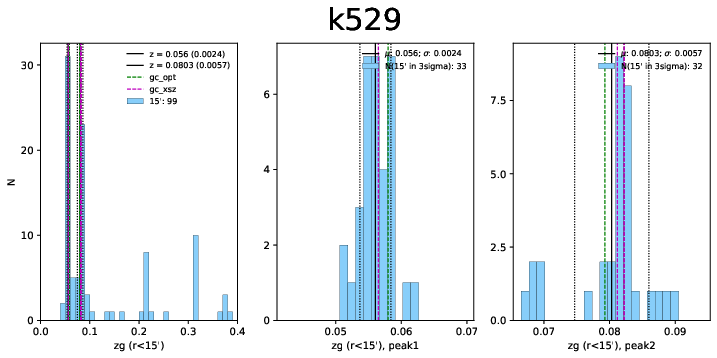 k529
z = 0.056 (0.0024)
z = 0.0803 (0.0057)
gc_opt
gc_xsz
15': 99
N
0
5
10
15
20
25
30
0.0
0.1
0.2
0.3
0.4
zg (r<15')
μ: 0.056; σ: 0.0024
N(15' in 3sigma): 33
0
2
4
6
0.05
0.06
0.07
zg (r<15'), peak1
μ: 0.0803; σ: 0.0057
N(15' in 3sigma): 32
0.0
2.5
5.0
7.5
0.07
0.08
0.09
zg (r<15'), peak2